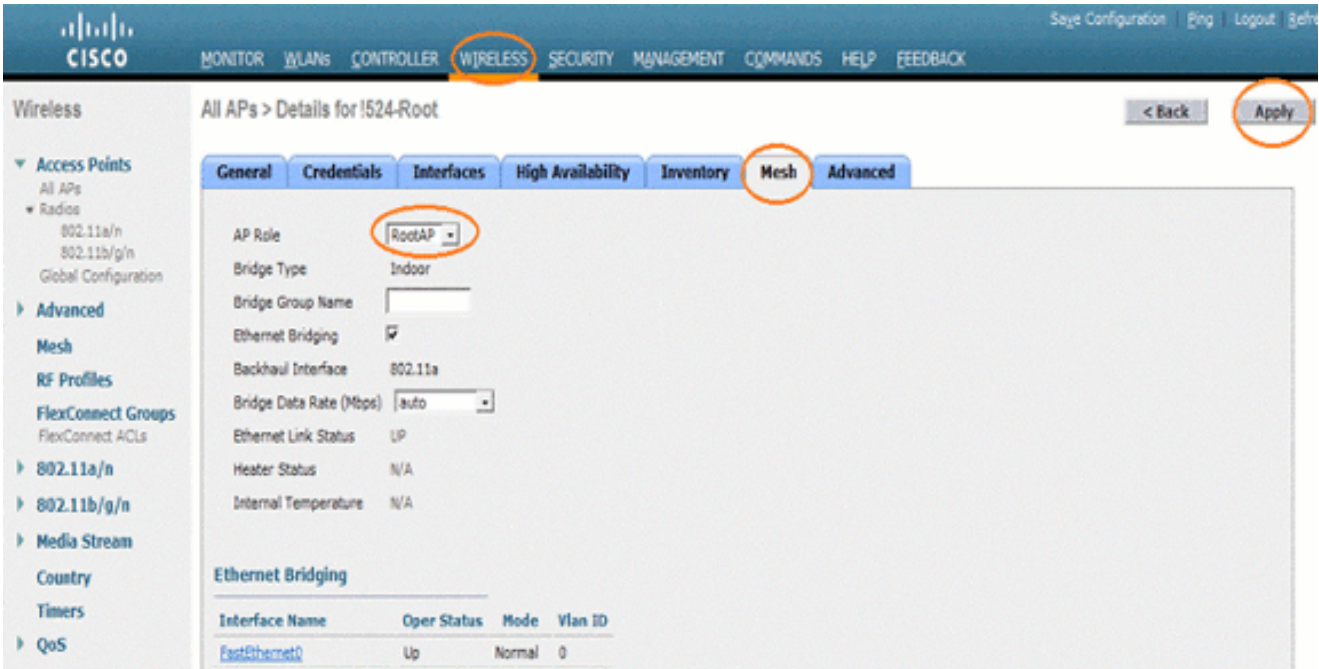 Save Configuration | Ping | Logout | Refre
CISCO
MONITOR WLANs CONTROLLER WIRELESS SECURITY MANAGEMENT COMMANDS HELP FEEDBACK
Wireless
All APs > Details for !524-Root
< Back
Apply
Access Points
All APs
Radios
802.11a/n
802.11b/g/n
Global Configuration
Advanced
Mesh
RF Profiles
FlexConnect Groups
FlexConnect ACLs
802.11a/n
802.11b/g/n
Media Stream
Country
Timers
QoS
General Credentials Interfaces High Availability Inventory Mesh Advanced
AP Role RootAP
Bridge Type Indoor
Bridge Group Name
Ethernet Bridging
Backhaul Interface 802.11a
Bridge Data Rate (Mbps) auto
Ethernet Link Status UP
Heater Status N/A
Internal Temperature N/A
Ethernet Bridging
Interface Name Oper Status Mode Vlan ID
FastEthernet0 Up Normal 0